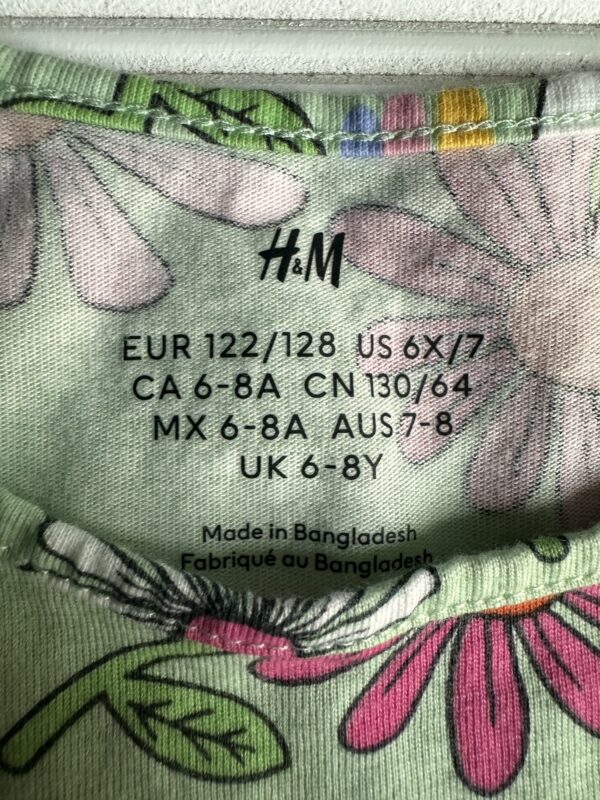 H&M
EUR 122/128 US 6X/7
CA 6-8A CN 130/64
MX 6-8A AUS 7-8
UK 6-8Y
Made in Bangladesh
Fabriqué au Bangladesh